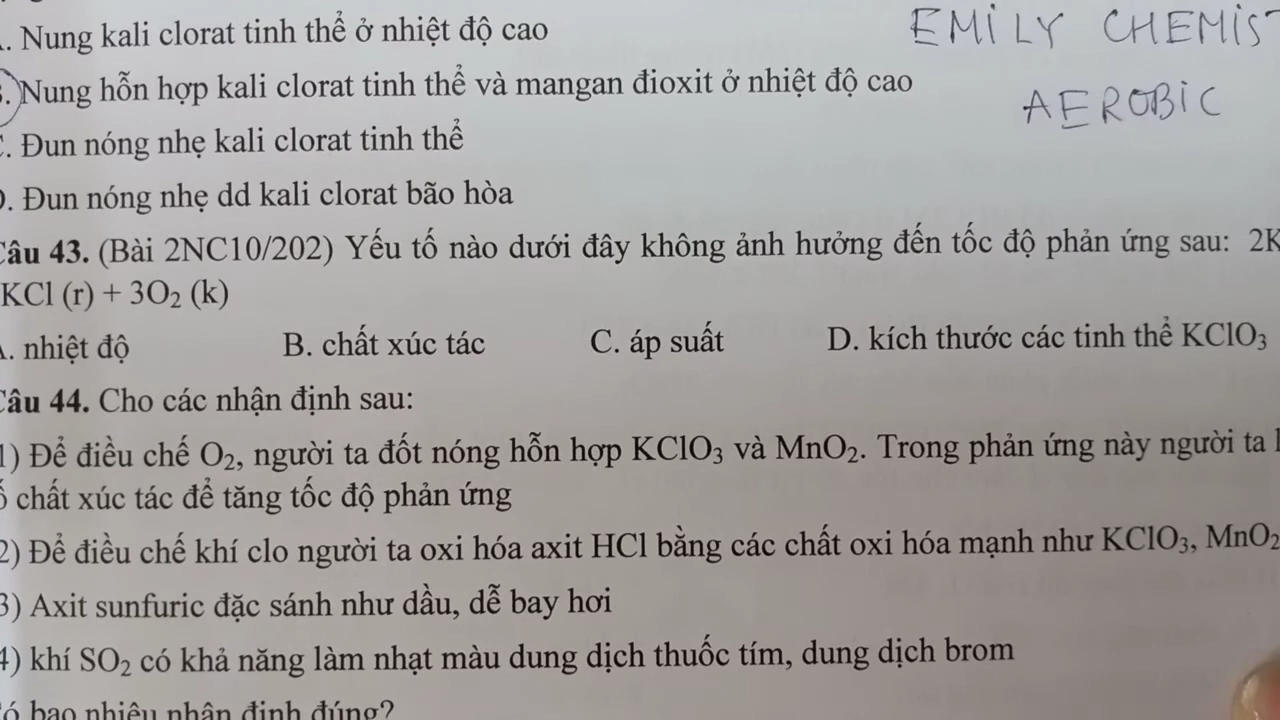 . Nung kali clorat tinh thể ở nhiệt độ cao
EMiLY CHEMiST
. Nung hỗn hợp kali clorat tinh thể và mangan đioxit ở nhiệt độ cao
AEROBiC
. Đun nóng nhẹ kali clorat tinh thể
. Đun nóng nhẹ dd kali clorat bão hòa
Câu 43. (Bài 2NC10/202) Yếu tố nào dưới đây không ảnh hưởng đến tốc độ phản ứng sau: 2K
KCl (r) + 3O₂ (k)
. nhiệt độ B. chất xúc tác C. áp suất D. kích thước các tinh thể KClO₃
Câu 44. Cho các nhận định sau:
1) Để điều chế O₂, người ta đốt nóng hỗn hợp KClO₃ và MnO₂. Trong phản ứng này người ta
chất xúc tác để tăng tốc độ phản ứng
2) Để điều chế khí clo người ta oxi hóa axit HCl bằng các chất oxi hóa mạnh như KClO₃, MnO₂
3) Axit sunfuric đặc sánh như dầu, dễ bay hơi
4) khí SO₂ có khả năng làm nhạt màu dung dịch thuốc tím, dung dịch brom
bao nhiêu nhận định đúng?